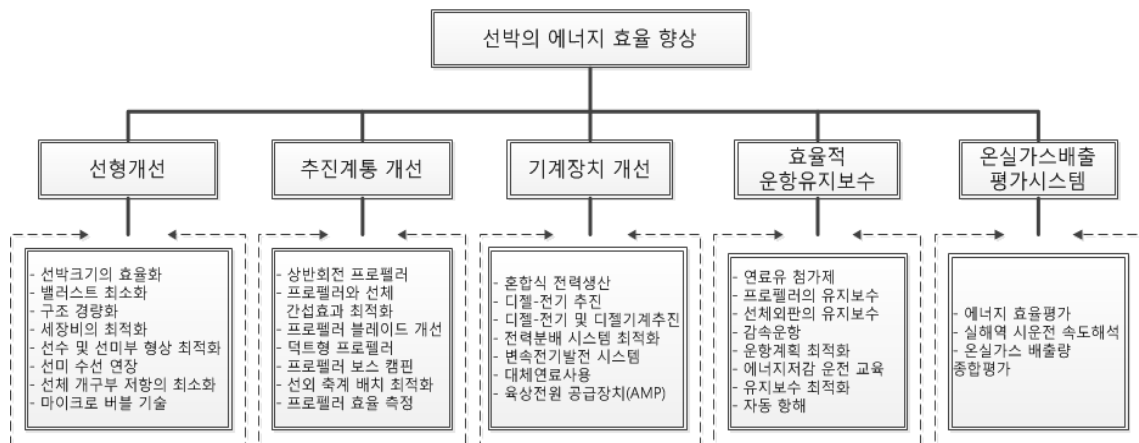 선박의 에너지 효율 향상
선형개선
추진계통 개선
기계장치 개선
효율적
운항유지보수
온실가스배출
평가시스템
- 선박크기의 효율화
- 밸러스트 최소화
- 구조 경량화
- 세장비의 최적화
- 선수 및 선미부 형상 최적화
- 선미 수선 연장
- 선체 개구부 저항의 최소화
- 마이크로 버블 기술
- 상반회전 프로펠러
- 프로펠러와 선체
간섭효과 최적화
- 프로펠러 블레이드 개선
- 덕트형 프로펠러
- 프로펠러 보스 캠핀
- 선외 축계 배치 최적화
- 프로펠러 효율 측정
- 혼합식 전력생산
- 디젤-전기 추진
- 디젤-전기 및 디젤기계추진
- 전력분배 시스템 최적화
- 변속전기발전 시스템
- 대체연료사용
- 육상전원 공급장치(AMP)
- 연료유 첨가제
- 프로펠러의 유지보수
- 선체외판의 유지보수
- 감속운항
- 운항계획 최적화
- 에너지저감 운전 교육
- 유지보수 최적화
- 자동 항해
- 에너지 효율평가
- 실해역 시운전 속도해석
- 온실가스 배출량
종합평가